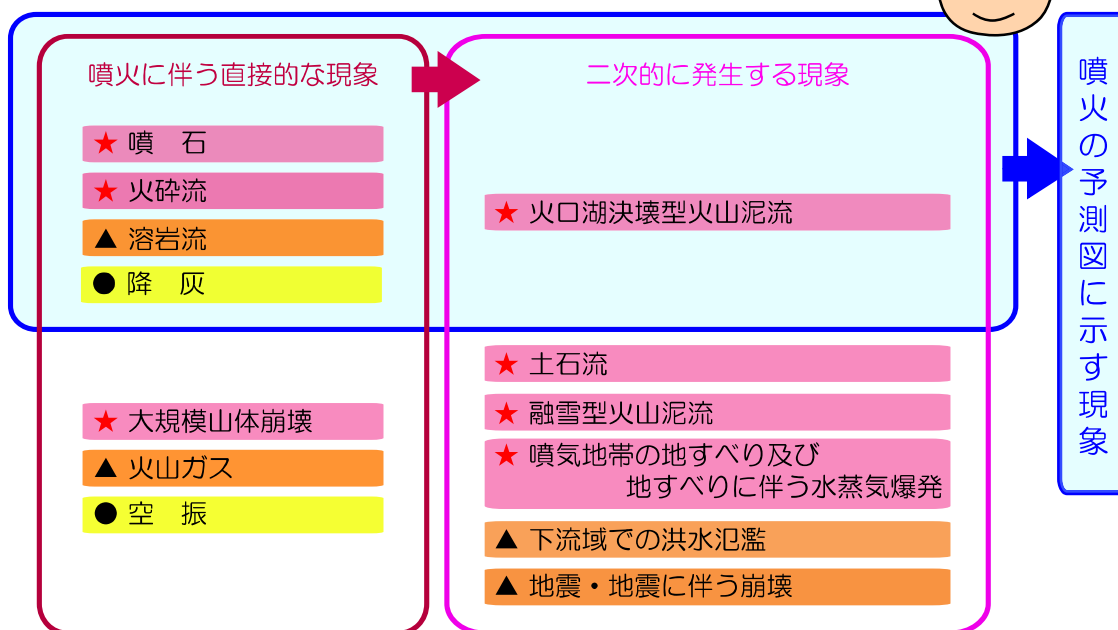 噴火に伴う直接的な現象
★ 噴　石
★ 火砕流
▲ 溶岩流
● 降　灰
★ 大規模山体崩壊
▲ 火山ガス
● 空　振
二次的に発生する現象
★ 火口湖決壊型火山泥流
★ 土石流
★ 融雪型火山泥流
★ 噴気地帯の地すべり及び
地すべりに伴う水蒸気爆発
▲ 下流域での洪水氾濫
▲ 地震・地震に伴う崩壊
噴火の予測図に示す現象